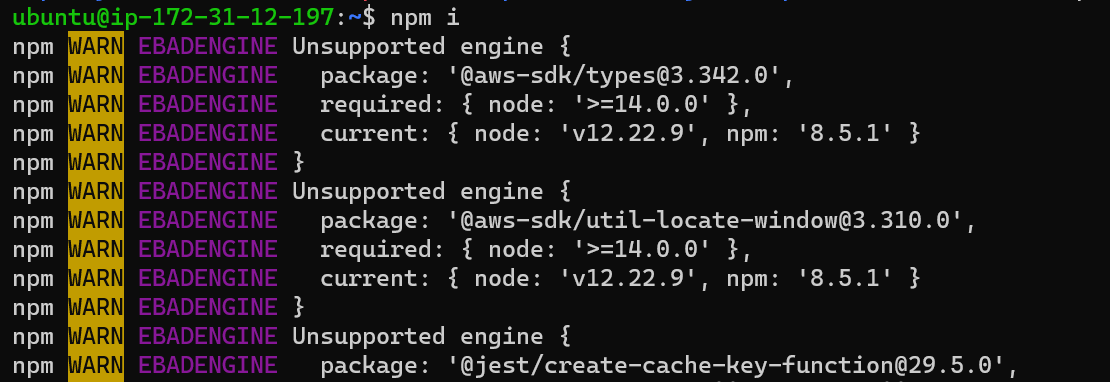 ubuntu@ip-172-31-12-197:~$ npm i
npm WARN EBADENGINE Unsupported engine {
npm WARN EBADENGINE   package: '@aws-sdk/types@3.342.0',
npm WARN EBADENGINE   required: { node: '>=14.0.0' },
npm WARN EBADENGINE   current: { node: 'v12.22.9', npm: '8.5.1' }
npm WARN EBADENGINE }
npm WARN EBADENGINE Unsupported engine {
npm WARN EBADENGINE   package: '@aws-sdk/util-locate-window@3.310.0',
npm WARN EBADENGINE   required: { node: '>=14.0.0' },
npm WARN EBADENGINE   current: { node: 'v12.22.9', npm: '8.5.1' }
npm WARN EBADENGINE }
npm WARN EBADENGINE Unsupported engine {
npm WARN EBADENGINE   package: '@jest/create-cache-key-function@29.5.0',